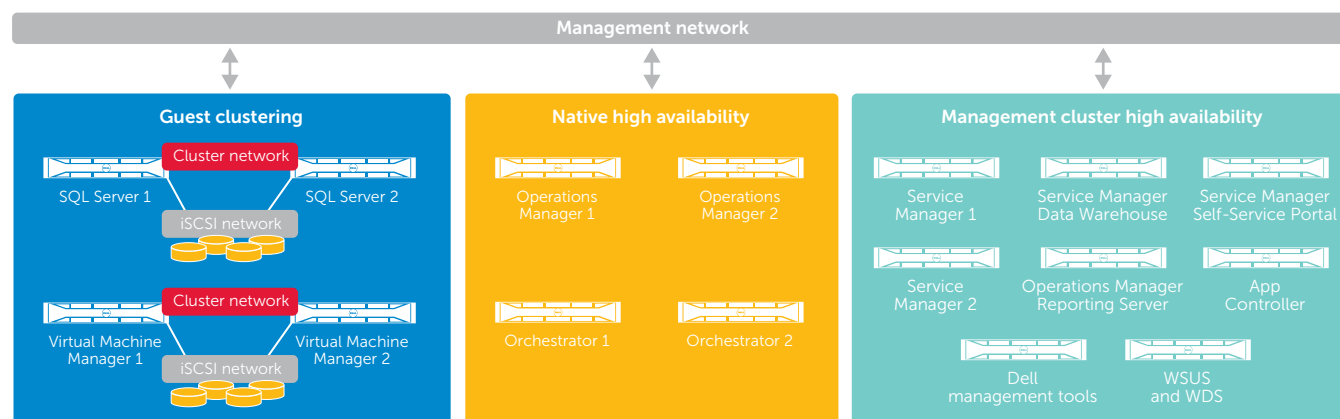 Management network
Guest clustering
Cluster network
SQL Server 1
SQL Server 2
iSCSI network
Cluster network
Virtual Machine
Manager 1
Virtual Machine
Manager 2
iSCSI network
Native high availability
Operations
Manager 1
Operations
Manager 2
Orchestrator 1
Orchestrator 2
Management cluster high availability
Service
Manager 1
Service Manager
Data Warehouse
Service Manager
Self-Service Portal
Service
Manager 2
Operations Manager
Reporting Server
App
Controller
Dell
management tools
WSUS
and WDS